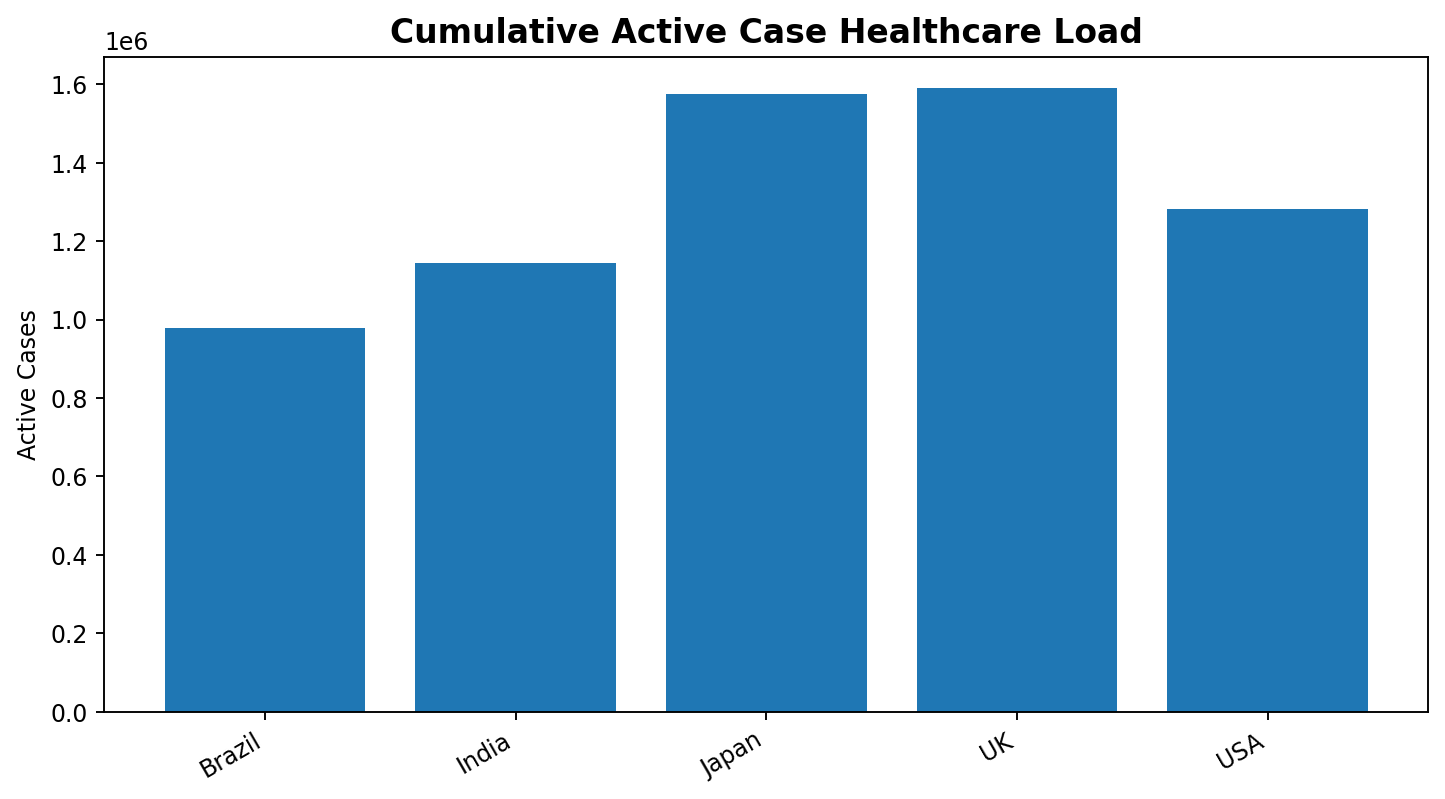 Cumulative Active Case Healthcare Load
1e6
1.6
1.4
1.2
1.0
0.8
0.6
0.4
0.2
0.0
Active Cases
Brazil
India
Japan
UK
USA